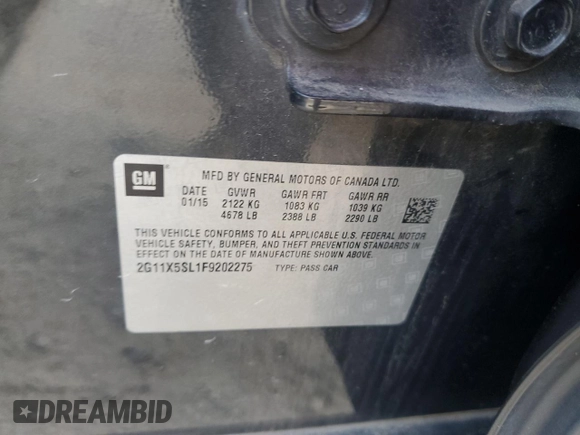 GM
MFD BY GENERAL MOTORS OF CANADA LTD.
DATE GVWR GAWR FRT GAWR RR
01/15 2122 KG 1083 KG 1039 KG
4678 LB 2388 LB 2290 LB
THIS VEHICLE CONFORMS TO ALL APPLICABLE U.S. FEDERAL MOTOR
VEHICLE SAFETY, BUMPER, AND THEFT PREVENTION STANDARDS IN
EFFECT ON THE DATE OF MANUFACTURE SHOWN ABOVE.
2G11X5SL1F9202275 TYPE: PASS CAR
DREAMBID